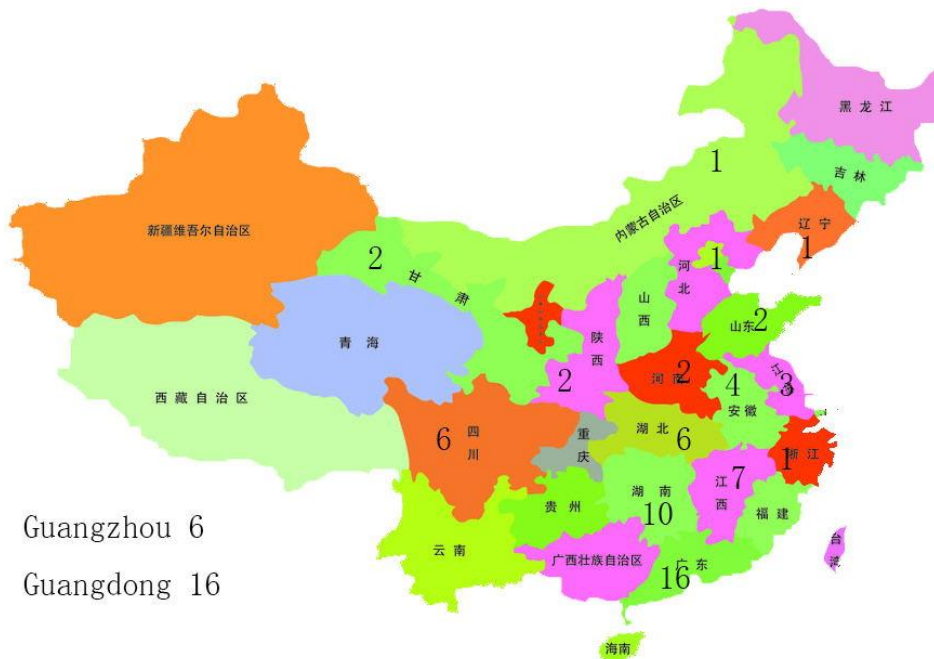 黑龙江
1
吉林
内蒙古自治区
辽宁
1
新疆维吾尔自治区
2
甘肃
河北
1
山西
山东
2
青海
陕西
2
河南
2
江
3
4
安徽
西藏自治区
6
四川
重庆
湖北
6
浙江
1
7
江西
湖南
10
贵州
福建
云南
广西壮族自治区
广东
16
台湾
海南
Guangzhou 6
Guangdong 16